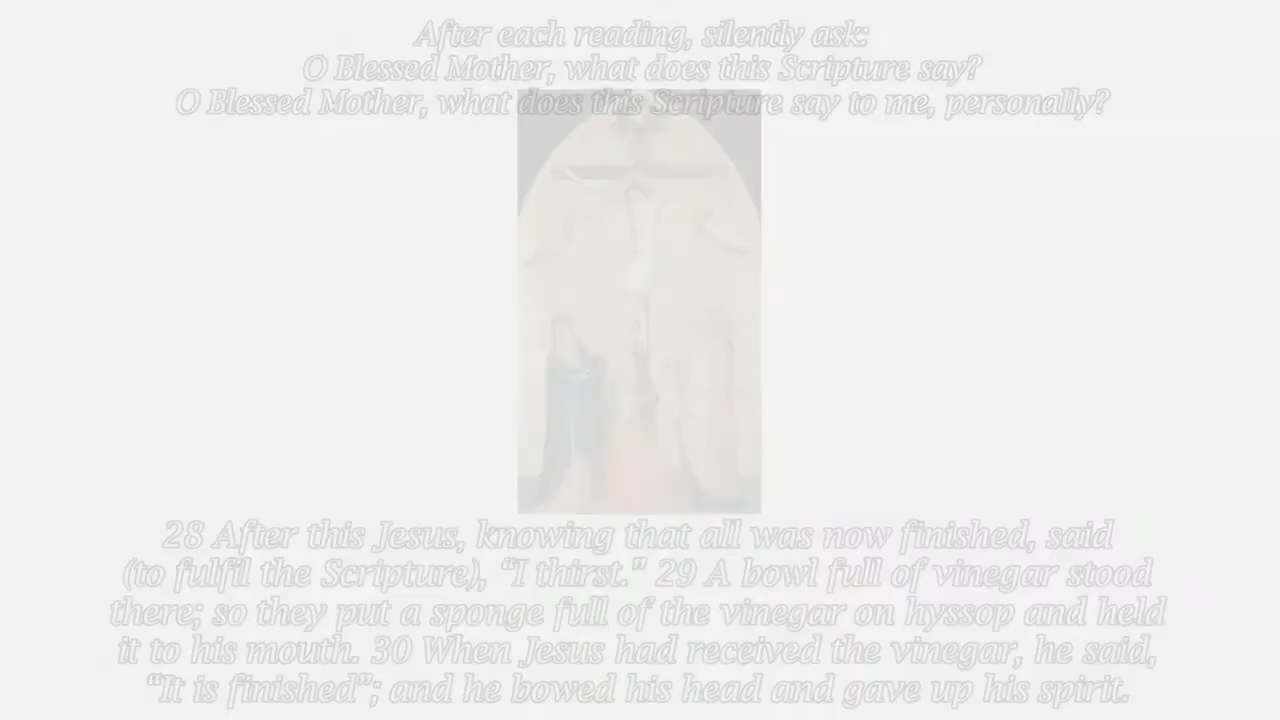 After each reading, silently ask:
O Blessed Mother, what does this Scripture say?
O Blessed Mother, what does this Scripture say to me, personally?
28 After this Jesus, knowing that all was now finished, said
(to fulfil the Scripture), “I thirst.” 29 A bowl full of vinegar stood
there; so they put a sponge full of the vinegar on hyssop and held
it to his mouth. 30 When Jesus had received the vinegar, he said,
“It is finished”; and he bowed his head and gave up his spirit.